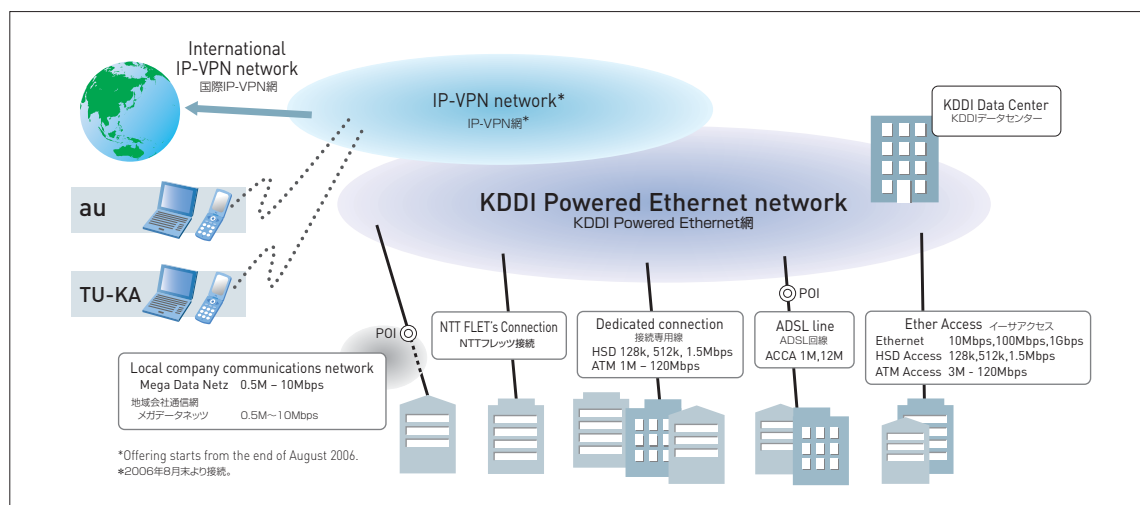 International
IP-VPN network
国際IP-VPN網
IP-VPN network*
IP-VPN網*
KDDI Data Center
KDDIデータセンター
KDDI Powered Ethernet network
KDDI Powered Ethernet網
au
TU-KA
POI
POI
Local company communications network
Mega Data Netz 0.5M – 10Mbps
地域会社通信網
メガデータネッツ 0.5M～10Mbps
NTT FLET's Connection
NTTフレッツ接続
Dedicated connection
接続専用線
HSD 128k, 512k, 1.5Mbps
ATM 1M – 120Mbps
ADSL line
ADSL回線
ACCA 1M,12M
Ether Access イーサアクセス
Ethernet 10Mbps,100Mbps,1Gbps
HSD Access 128k,512k,1.5Mbps
ATM Access 3M - 120Mbps
*Offering starts from the end of August 2006.
*2006年8月末より接続。